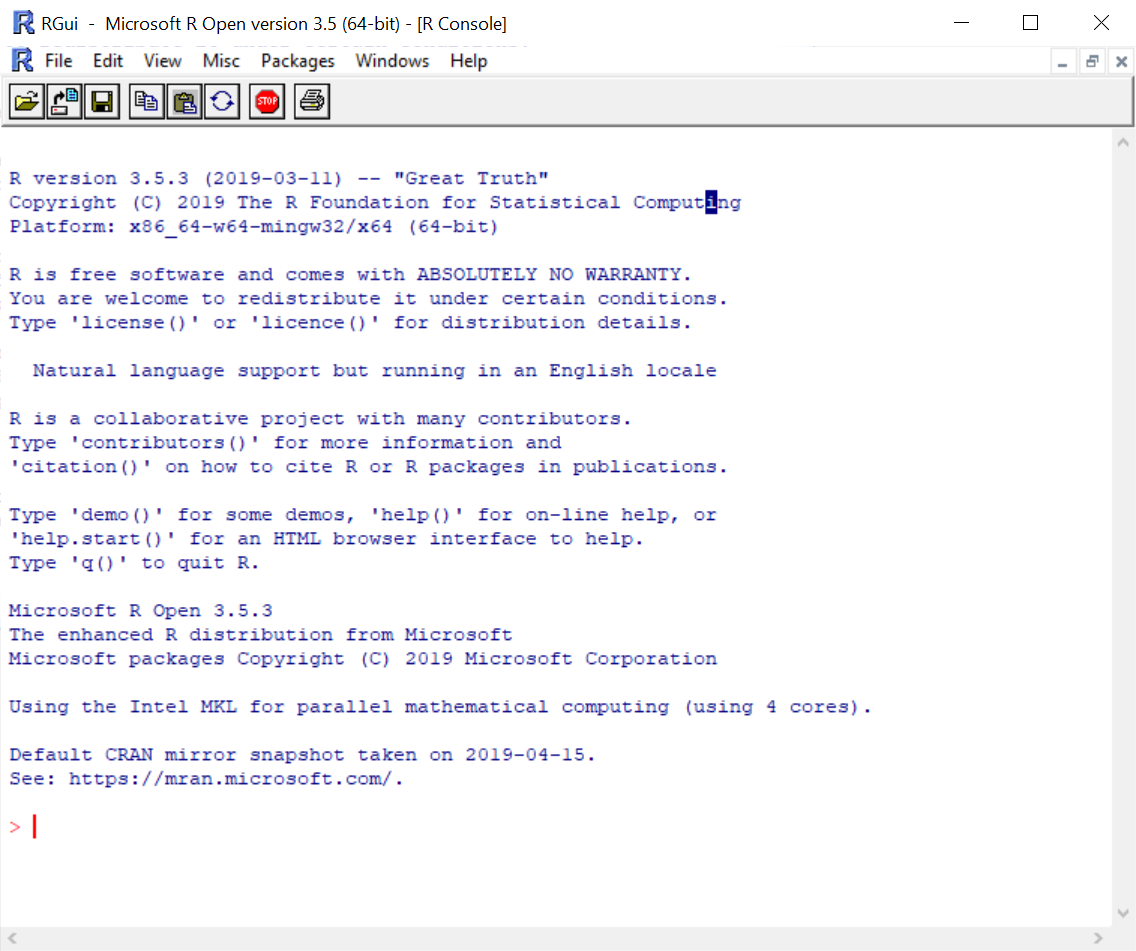 RGui - Microsoft R Open version 3.5 (64-bit) - [R Console]
File Edit View Misc Packages Windows Help
STOP
R version 3.5.3 (2019-03-11) -- "Great Truth"
Copyright (C) 2019 The R Foundation for Statistical Computing
Platform: x86_64-w64-mingw32/x64 (64-bit)
R is free software and comes with ABSOLUTELY NO WARRANTY.
You are welcome to redistribute it under certain conditions.
Type 'license()' or 'licence()' for distribution details.
Natural language support but running in an English locale
R is a collaborative project with many contributors.
Type 'contributors()' for more information and
'citation()' on how to cite R or R packages in publications.
Type 'demo()' for some demos, 'help()' for on-line help, or
'help.start()' for an HTML browser interface to help.
Type 'q()' to quit R.
Microsoft R Open 3.5.3
The enhanced R distribution from Microsoft
Microsoft packages Copyright (C) 2019 Microsoft Corporation
Using the Intel MKL for parallel mathematical computing (using 4 cores).
Default CRAN mirror snapshot taken on 2019-04-15.
See: https://mran.microsoft.com/.
>